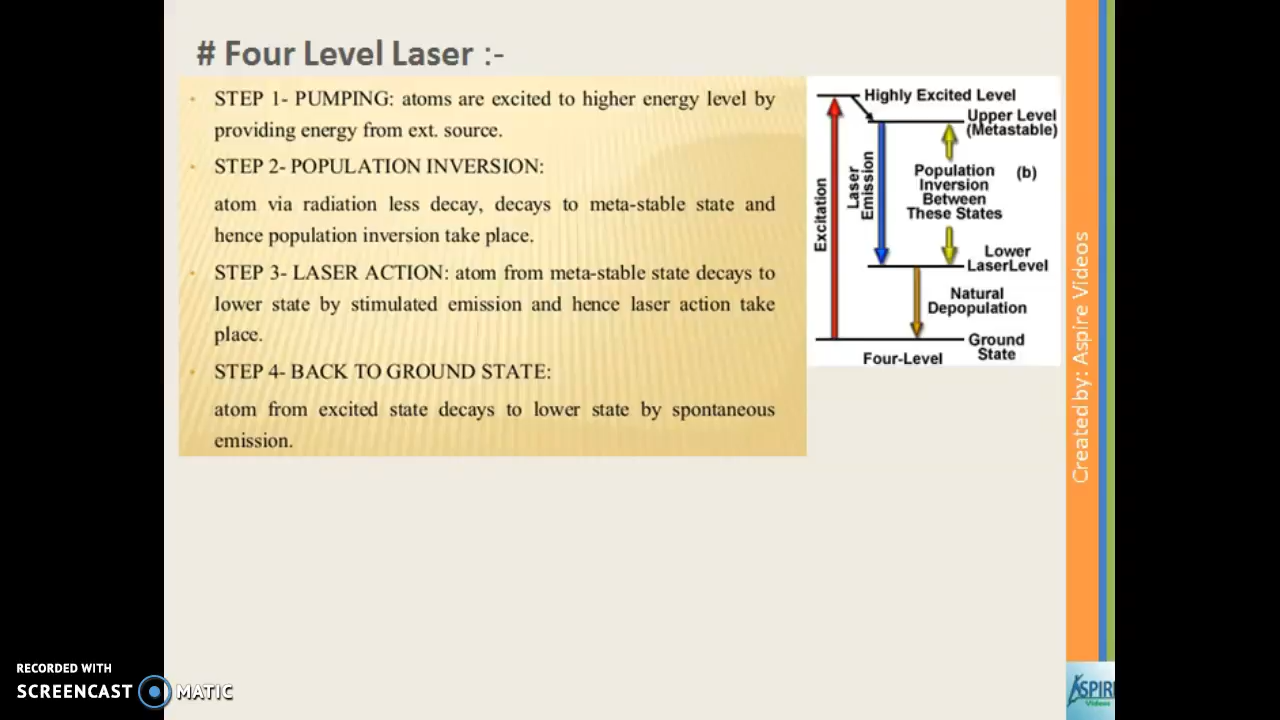 # Four Level Laser :-
• STEP 1- PUMPING: atoms are excited to higher energy level by
providing energy from ext. source.
• STEP 2- POPULATION INVERSION:
atom via radiation less decay, decays to meta-stable state and
hence population inversion take place.
• STEP 3- LASER ACTION: atom from meta-stable state decays to
lower state by stimulated emission and hence laser action take
place.
• STEP 4- BACK TO GROUND STATE:
atom from excited state decays to lower state by spontaneous
emission.
Highly Excited Level
Upper Level
(Metastable)
Excitation
Laser
Emission
Population
Inversion
Between
These States
(b)
Lower
LaserLevel
Natural
Depopulation
Ground
State
Four-Level
Created by: Aspire Videos
ASPIRE
Videos
RECORDED WITH
SCREENCAST MATIC